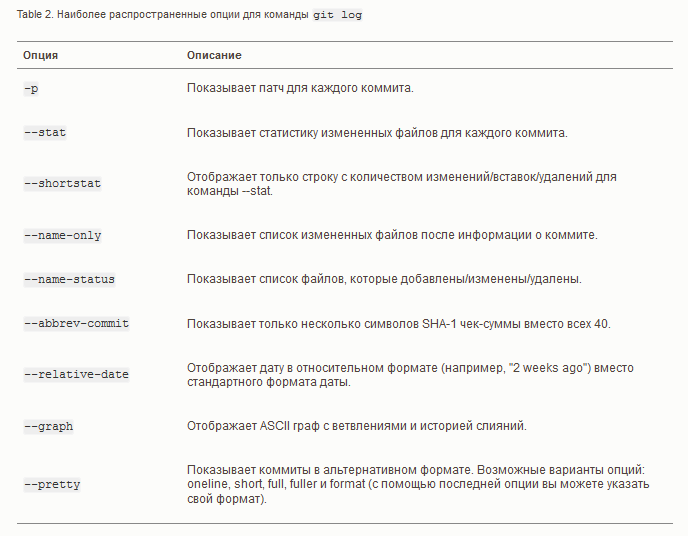 Table 2. Наиболее распространенные опции для команды git log
Опция Описание
-p Показывает патч для каждого коммита.
--stat Показывает статистику измененных файлов для каждого коммита.
--shortstat Отображает только строку с количеством изменений/вставок/удалений для
команды --stat.
--name-only Показывает список измененных файлов после информации о коммите.
--name-status Показывает список файлов, которые добавлены/изменены/удалены.
--abbrev-commit Показывает только несколько символов SHA-1 чек-суммы вместо всех 40.
--relative-date Отображает дату в относительном формате (например, "2 weeks ago") вместо
стандартного формата даты.
--graph Отображает ASCII граф с ветвлениями и историей слияний.
--pretty Показывает коммиты в альтернативном формате. Возможные варианты опций:
oneline, short, full, fuller и format (с помощью последней опции вы можете указать
свой формат).